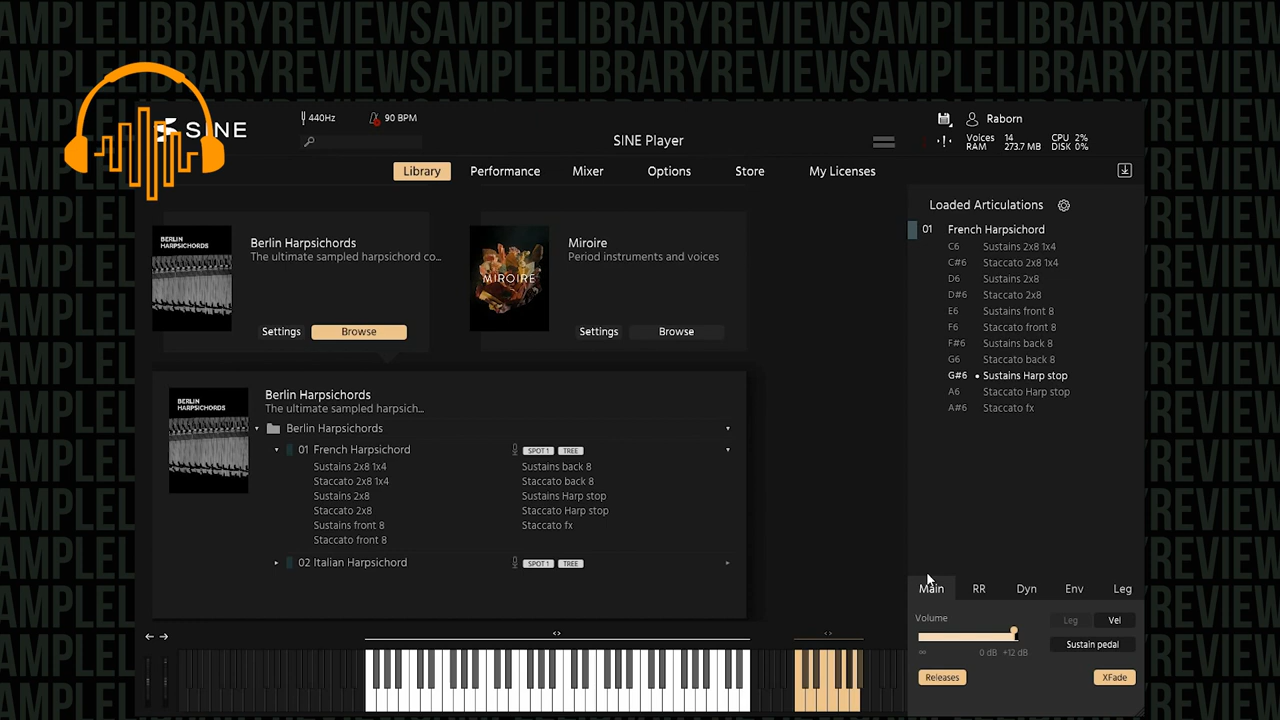 AMPLELIBRARYREVIEWSAMPLELIBRARYREVIEWSAMPLELIBRARYREVIEWSAMPLELIBRARYREVIEWS
SINE
440Hz
90 BPM
SINE Player
Raborn
Voices 14
RAM 273.7 MB
CPU 2%
DISK 0%
Library
Performance
Mixer
Options
Store
My Licenses
BERLIN
HARPSICHORDS
Berlin Harpsichords
The ultimate sampled harpsichord co...
Settings
Browse
MIROIRE
Miroire
Period instruments and voices
Settings
Browse
BERLIN
HARPSICHORDS
Berlin Harpsichords
The ultimate sampled harpsich...
Berlin Harpsichords
01 French Harpsichord
SPOT 1
TREE
Sustains 2x8 1x4
Sustains back 8
Staccato 2x8 1x4
Staccato back 8
Sustains 2x8
Sustains Harp stop
Staccato 2x8
Staccato Harp stop
Sustains front 8
Staccato fx
Staccato front 8
02 Italian Harpsichord
SPOT 1
TREE
Loaded Articulations
01 French Harpsichord
C6 Sustains 2x8 1x4
C#6 Staccato 2x8 1x4
D6 Sustains 2x8
D#6 Staccato 2x8
E6 Sustains front 8
F6 Staccato front 8
F#6 Sustains back 8
G6 Staccato back 8
G#6 Sustains Harp stop
A6 Staccato Harp stop
A#6 Staccato fx
Main
RR
Dyn
Env
Leg
Volume
Leg
Vel
∞
0 dB
+12 dB
Sustain pedal
Releases
XFade